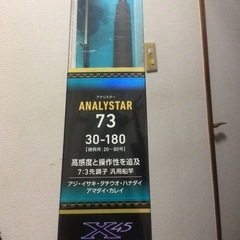 アナリスター
ANALYSTAR
73
30-180
【錘負荷:20~80号】
高感度と操作性を追及
7:3先調子 汎用船竿
アジ・イサキ・タチウオ・ハナダイ
アマダイ・カレイ
X45